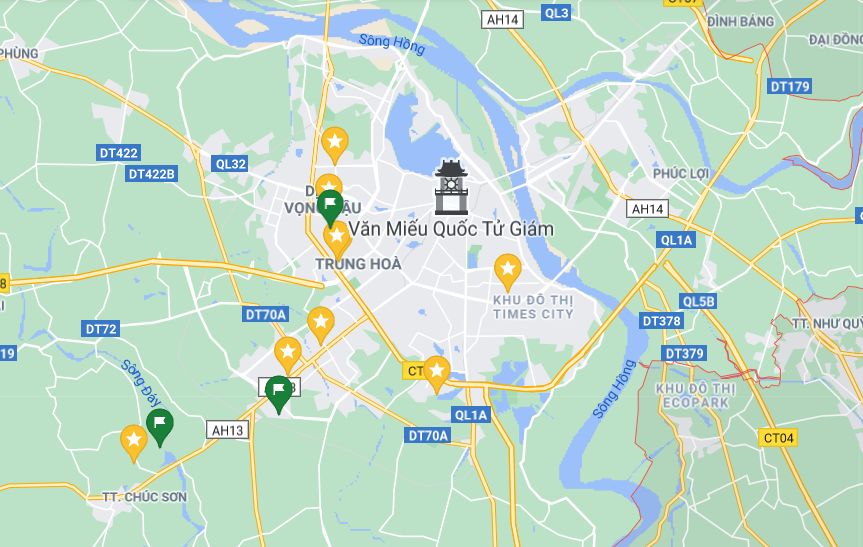 CT07
QL3
AH14
ĐÌNH BẢNG
ĐẠI ĐỒNG
PHÙNG
Sông Hồng
DT179
DT422
QL32
DT422B
PHÚC LỢI
VỌNG HẬU
AH14
Văn Miếu Quốc Tử Giám
QL1A
TRUNG HOÀ
KHU ĐÔ THỊ
TIMES CITY
QL5B
DT70A
DT378
DT72
TT. NHƯ QUỲ
19
DT379
Sông Đáy
Sông Hồng
KHU ĐÔ THỊ
ECOPARK
QL1A
AH13
DT70A
CT04
TT. CHÚC SƠN